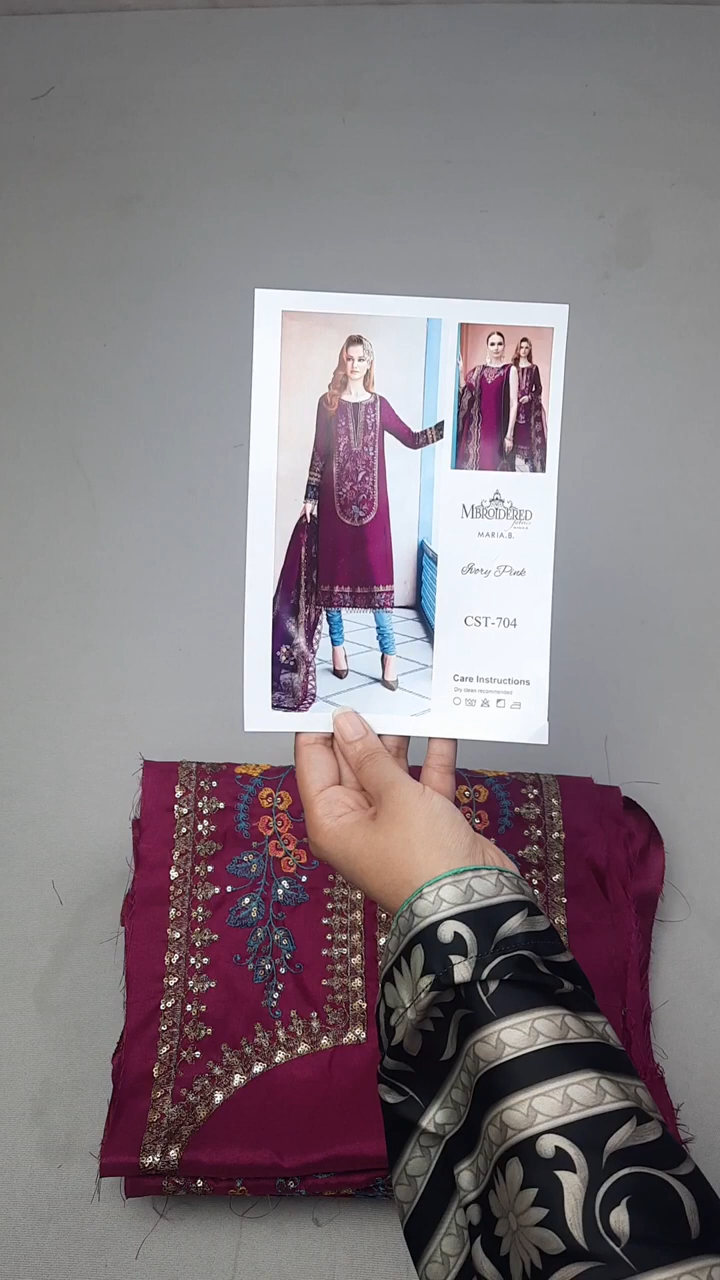 MBROIDERED
MARIA.B.
Ivory Pink
CST-704
Care Instructions
Dry clean recommended